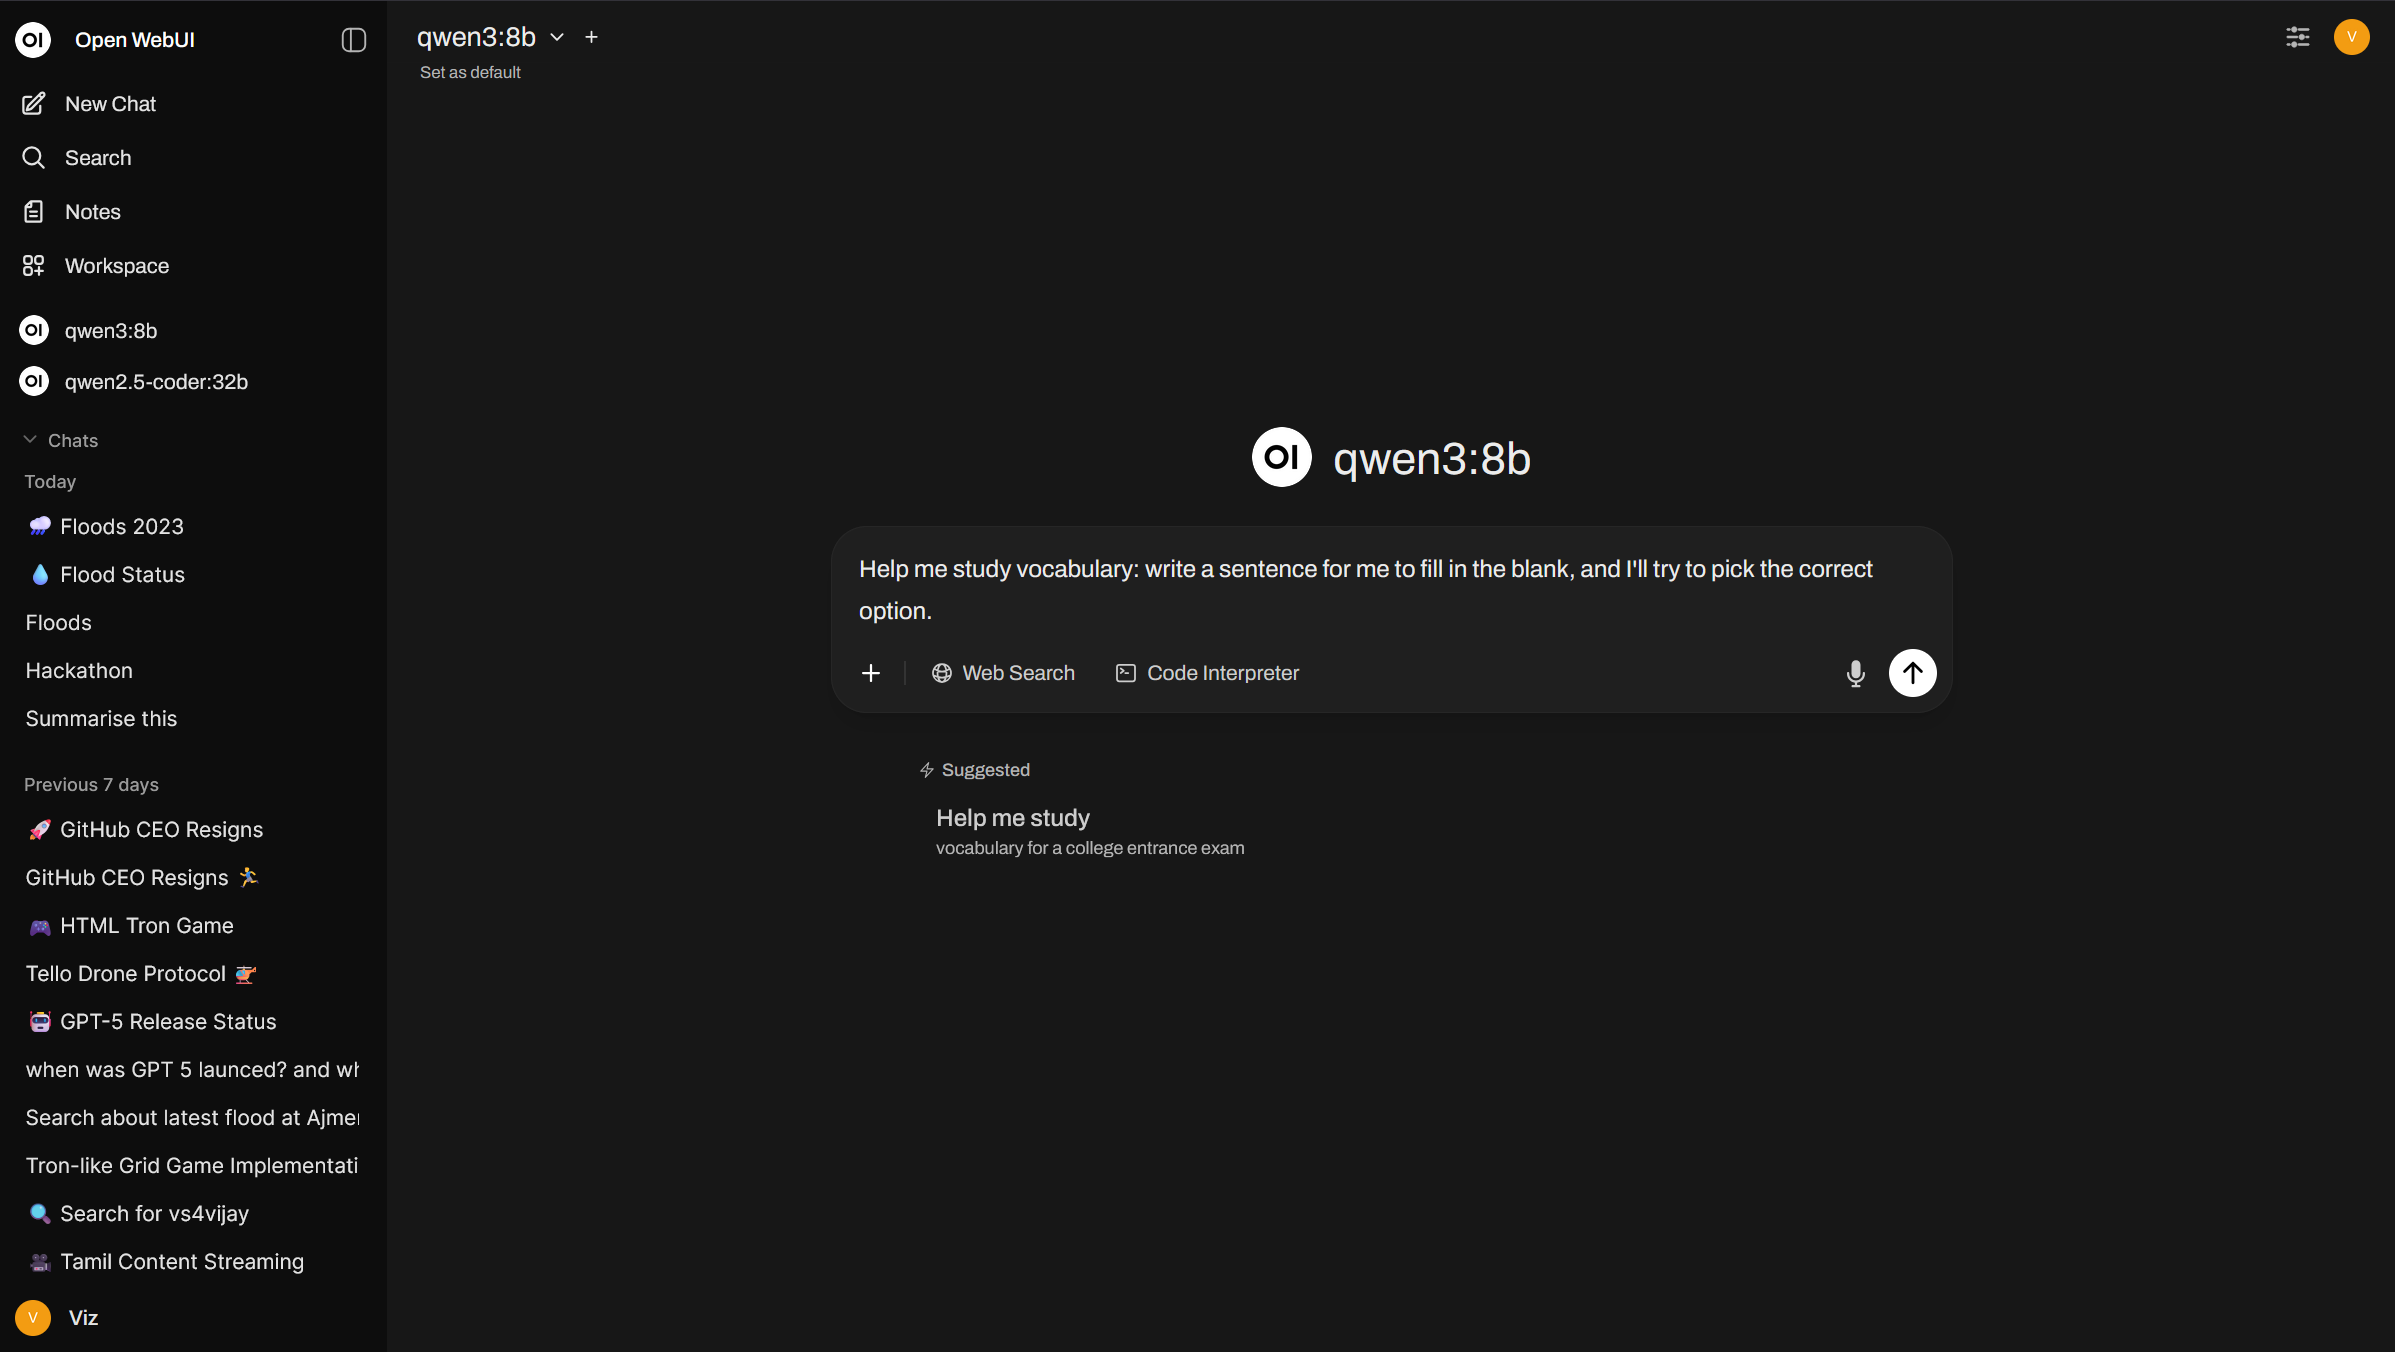 OI Open WebUI
New Chat
Search
Notes
Workspace
OI qwen3:8b
OI qwen2.5-coder:32b
Chats
Today
Floods 2023
Flood Status
Floods
Hackathon
Summarise this
Previous 7 days
GitHub CEO Resigns
GitHub CEO Resigns
HTML Tron Game
Tello Drone Protocol
GPT-5 Release Status
when was GPT 5 launced? and wh
Search about latest flood at Ajmer
Tron-like Grid Game Implementati
Search for vs4vijay
Tamil Content Streaming
V Viz
qwen3:8b
Set as default
V
OI qwen3:8b
Help me study vocabulary: write a sentence for me to fill in the blank, and I'll try to pick the correct
option.
Web Search Code Interpreter
Suggested
Help me study
vocabulary for a college entrance exam